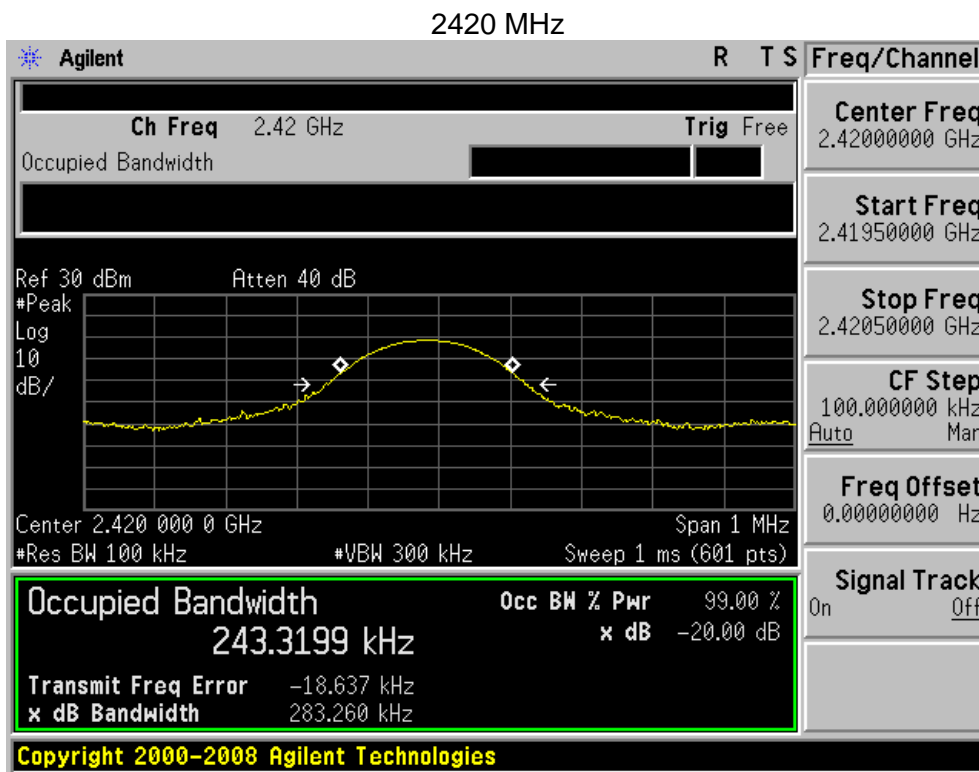 2420 MHz
Agilent R T S Freq/Channel
Ch Freq 2.42 GHz Trig Free
Occupied Bandwidth
Center Freq
2.42000000 GHz
Start Freq
2.41950000 GHz
Stop Freq
2.42050000 GHz
CF Step
100.000000 kHz
Auto Man
Freq Offset
0.00000000 Hz
Signal Track
On Off
Ref 30 dBm Atten 40 dB
#Peak
Log
10
dB/
Center 2.420 000 0 GHz Span 1 MHz
#Res BW 100 kHz #VBW 300 kHz Sweep 1 ms (601 pts)
Occupied Bandwidth Occ BW % Pwr 99.00 %
243.3199 kHz x dB -20.00 dB
Transmit Freq Error -18.637 kHz
x dB Bandwidth 283.260 kHz
Copyright 2000-2008 Agilent Technologies